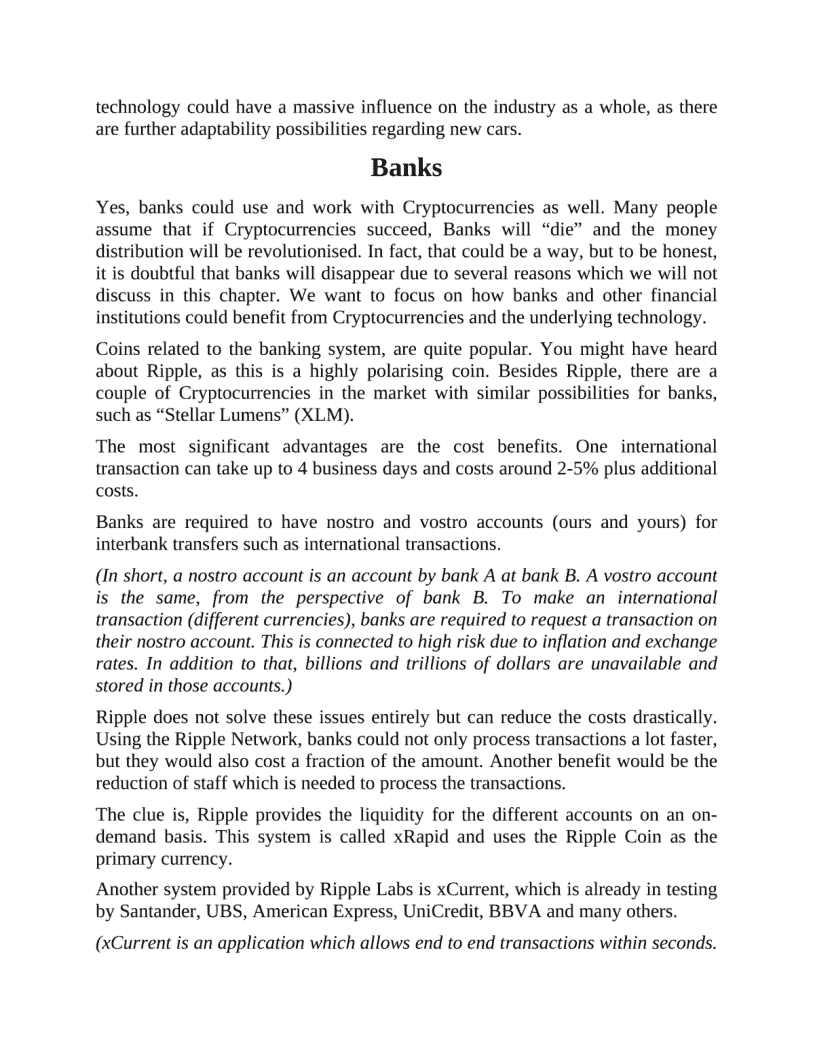 technology could have a massive influence on the industry as a whole, as there
are further adaptability possibilities regarding new cars.
Banks
Yes, banks could use and work with Cryptocurrencies as well. Many people
assume that if Cryptocurrencies succeed, Banks will “die” and the money
distribution will be revolutionised. In fact, that could be a way, but to be honest,
it is doubtful that banks will disappear due to several reasons which we will not
discuss in this chapter. We want to focus on how banks and other financial
institutions could benefit from Cryptocurrencies and the underlying technology.
Coins related to the banking system, are quite popular. You might have heard
about Ripple, as this is a highly polarising coin. Besides Ripple, there are a
couple of Cryptocurrencies in the market with similar possibilities for banks,
such as “Stellar Lumens” (XLM).
The most significant advantages are the cost benefits. One international
transaction can take up to 4 business days and costs around 2-5% plus additional
costs.
Banks are required to have nostro and vostro accounts (ours and yours) for
interbank transfers such as international transactions.
(In short, a nostro account is an account by bank A at bank B. A vostro account
is the same, from the perspective of bank B. To make an international
transaction (different currencies), banks are required to request a transaction on
their nostro account. This is connected to high risk due to inflation and exchange
rates. In addition to that, billions and trillions of dollars are unavailable and
stored in those accounts.)
Ripple does not solve these issues entirely but can reduce the costs drastically.
Using the Ripple Network, banks could not only process transactions a lot faster,
but they would also cost a fraction of the amount. Another benefit would be the
reduction of staff which is needed to process the transactions.
The clue is, Ripple provides the liquidity for the different accounts on an on-
demand basis. This system is called xRapid and uses the Ripple Coin as the
primary currency.
Another system provided by Ripple Labs is xCurrent, which is already in testing
by Santander, UBS, American Express, UniCredit, BBVA and many others.
(xCurrent is an application which allows end to end transactions within seconds.